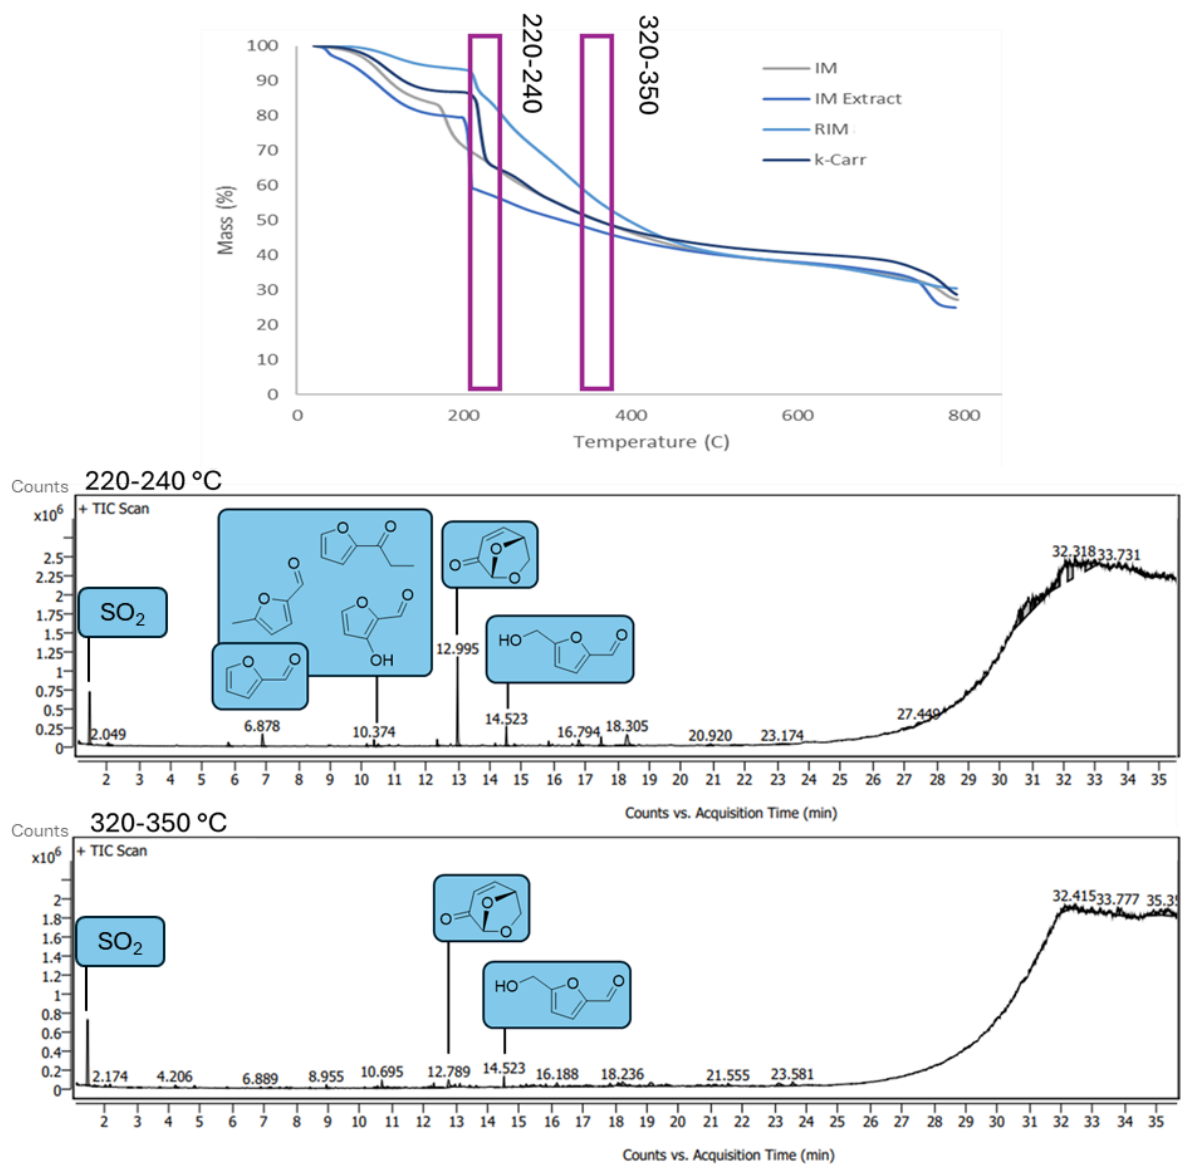 220-240
320-350
100
90
80
70
60
50
40
30
20
10
0
Mass (%)
IM
IM Extract
RIM
k-Carr
0 200 400 600 800
Temperature (C)
Counts 220-240 °C
x10⁶ + TIC Scan
2.5
2.25
2
1.75
1.5
1.25
1
0.75
0.5
0.25
0
SO₂
O O
O
O O
O OH
O O
O O O
HO O O
2.049 6.878 10.374 12.995 14.523 16.794 18.305 20.920 23.174 27.449 32.318 33.731
2 3 4 5 6 7 8 9 10 11 12 13 14 15 16 17 18 19 20 21 22 23 24 25 26 27 28 29 30 31 32 33 34 35
Counts vs. Acquisition Time (min)
Counts 320-350 °C
x10⁶ + TIC Scan
2
1.8
1.6
1.4
1.2
1
0.8
0.6
0.4
0.2
0
SO₂
O O O
HO O O
2.174 4.206 6.889 8.955 10.695 12.789 14.523 16.188 18.236 21.555 23.581 32.415 33.777
2 3 4 5 6 7 8 9 10 11 12 13 14 15 16 17 18 19 20 21 22 23 24 25 26 27 28 29 30 31 32 33 34 35
Counts vs. Acquisition Time (min)